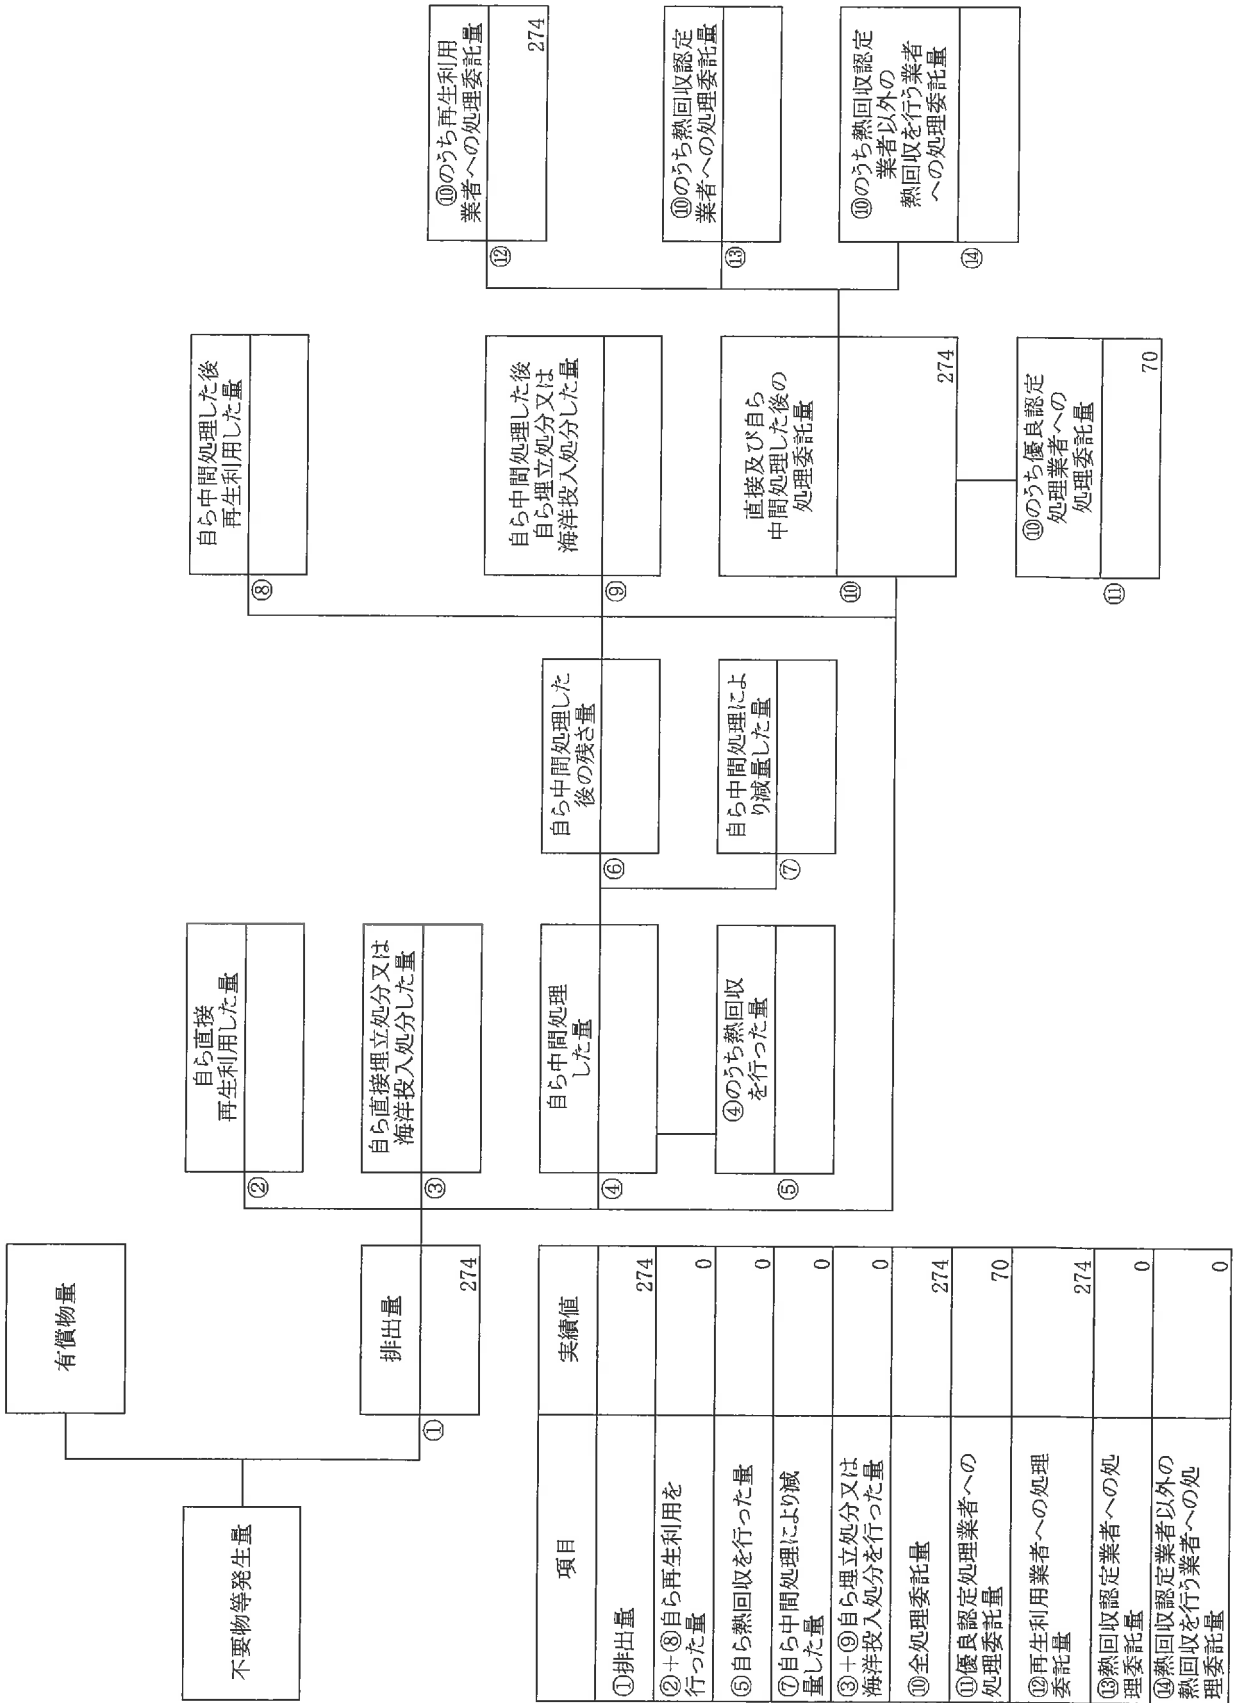 不要物等発生量
有償物量
①
排出量
274
②
自ら直接
再生利用した量
③
自ら直接埋立処分又は
海洋投入処分した量
④
自ら中間処理
した量
⑤
④のうち熱回収
を行った量
⑥
自ら中間処理した
後の残さ量
⑦
自ら中間処理によ
り減量した量
⑧
自ら中間処理した後
再生利用した量
⑨
自ら中間処理した後
自ら埋立処分又は
海洋投入処分した量
⑩
直接及び自ら
中間処理した後の
処理委託量
274
⑪
⑩のうち優良認定
処理業者への
処理委託量
70
⑫
⑩のうち再生利用
業者への処理委託量
274
⑬
⑩のうち熱回収認定
業者への処理委託量
⑭
⑩のうち熱回収認定
業者以外の
熱回収を行う業者
への処理委託量
項目
実績値
①排出量
274
②+⑧自ら再生利用を
行った量
0
⑤自ら熱回収を行った量
0
⑦自ら中間処理により減
量した量
0
③+⑨自ら埋立処分又は
海洋投入処分を行った量
0
⑩全処理委託量
274
⑪優良認定処理業者への
処理委託量
70
⑫再生利用業者への処理
委託量
274
⑬熱回収認定業者への処
理委託量
0
⑭熱回収認定業者以外の
熱回収を行う業者への処
理委託量
0